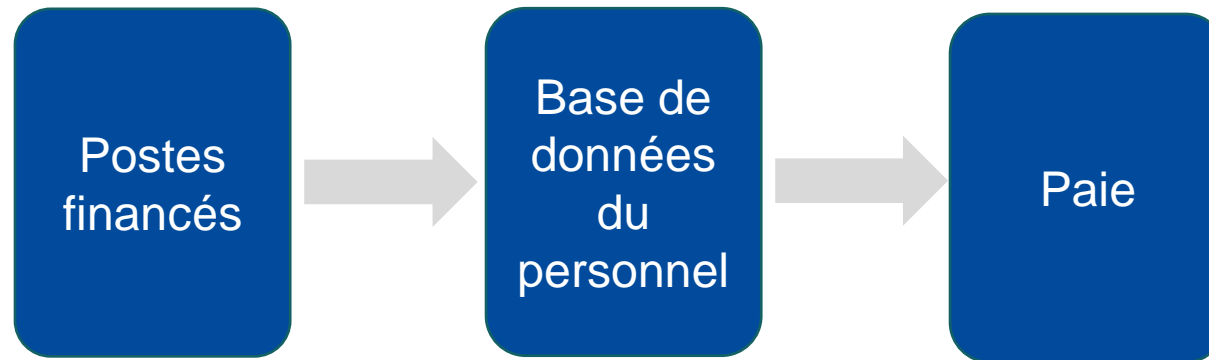 Postes
financés
Base de
données
du
personnel
Paie